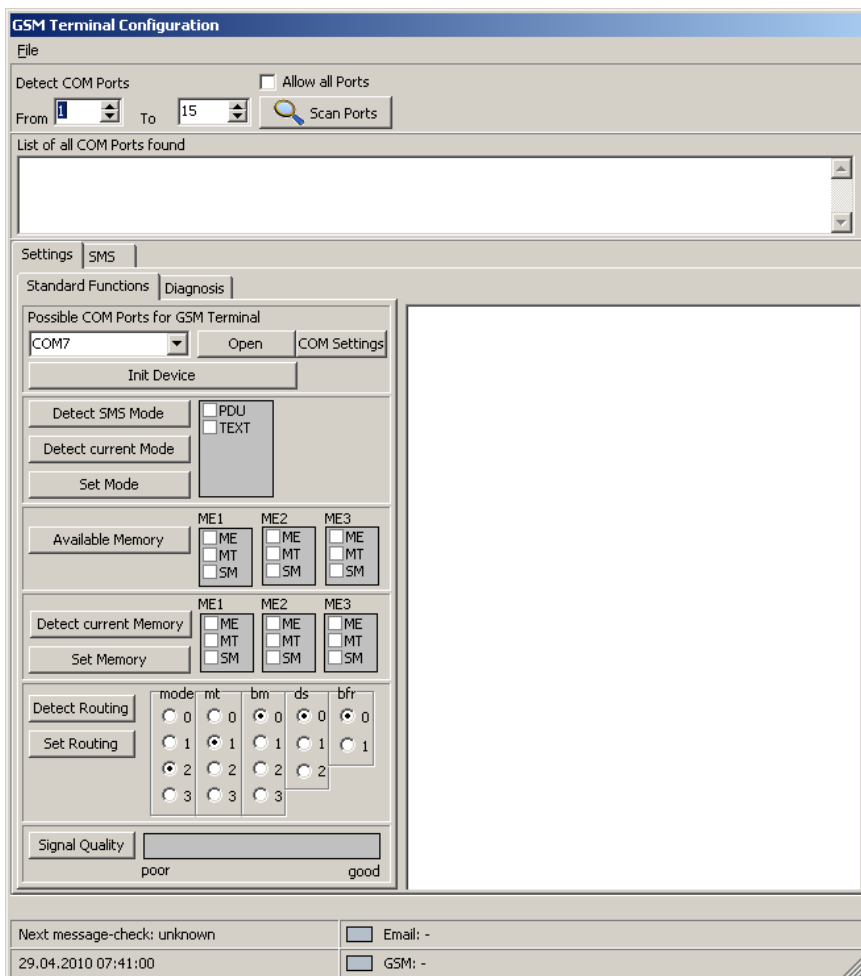 GSM Terminal Configuration
File
Detect COM Ports
Allow all Ports
From 1 To 15 Scan Ports
List of all COM Ports found
Settings SMS
Standard Functions Diagnosis
Possible COM Ports for GSM Terminal
COM7 Open COM Settings
Init Device
Detect SMS Mode
PDU
TEXT
Detect current Mode
Set Mode
ME1 ME2 ME3
Available Memory
ME ME ME
MT MT MT
SM SM SM
ME1 ME2 ME3
Detect current Memory
ME ME ME
MT MT MT
Set Memory
SM SM SM
mode mt bm ds bfr
Detect Routing
0 0 0 0 0
Set Routing
1 1 1 1 1
2 2 2 2
3 3 3
Signal Quality
poor good
Next message-check: unknown
Email: -
29.04.2010 07:41:00
GSM: -